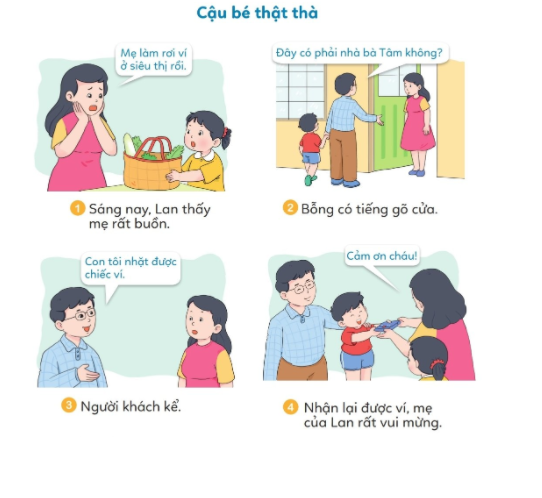 Cậu bé thật thà
Mẹ làm rơi ví
ở siêu thị rồi.
Đây có phải nhà bà Tâm không?
1 Sáng nay, Lan thấy
mẹ rất buồn.
2 Bỗng có tiếng gõ cửa.
Con tôi nhặt được
chiếc ví.
Cảm ơn cháu!
3 Người khách kể.
4 Nhận lại được ví, mẹ
của Lan rất vui mừng.